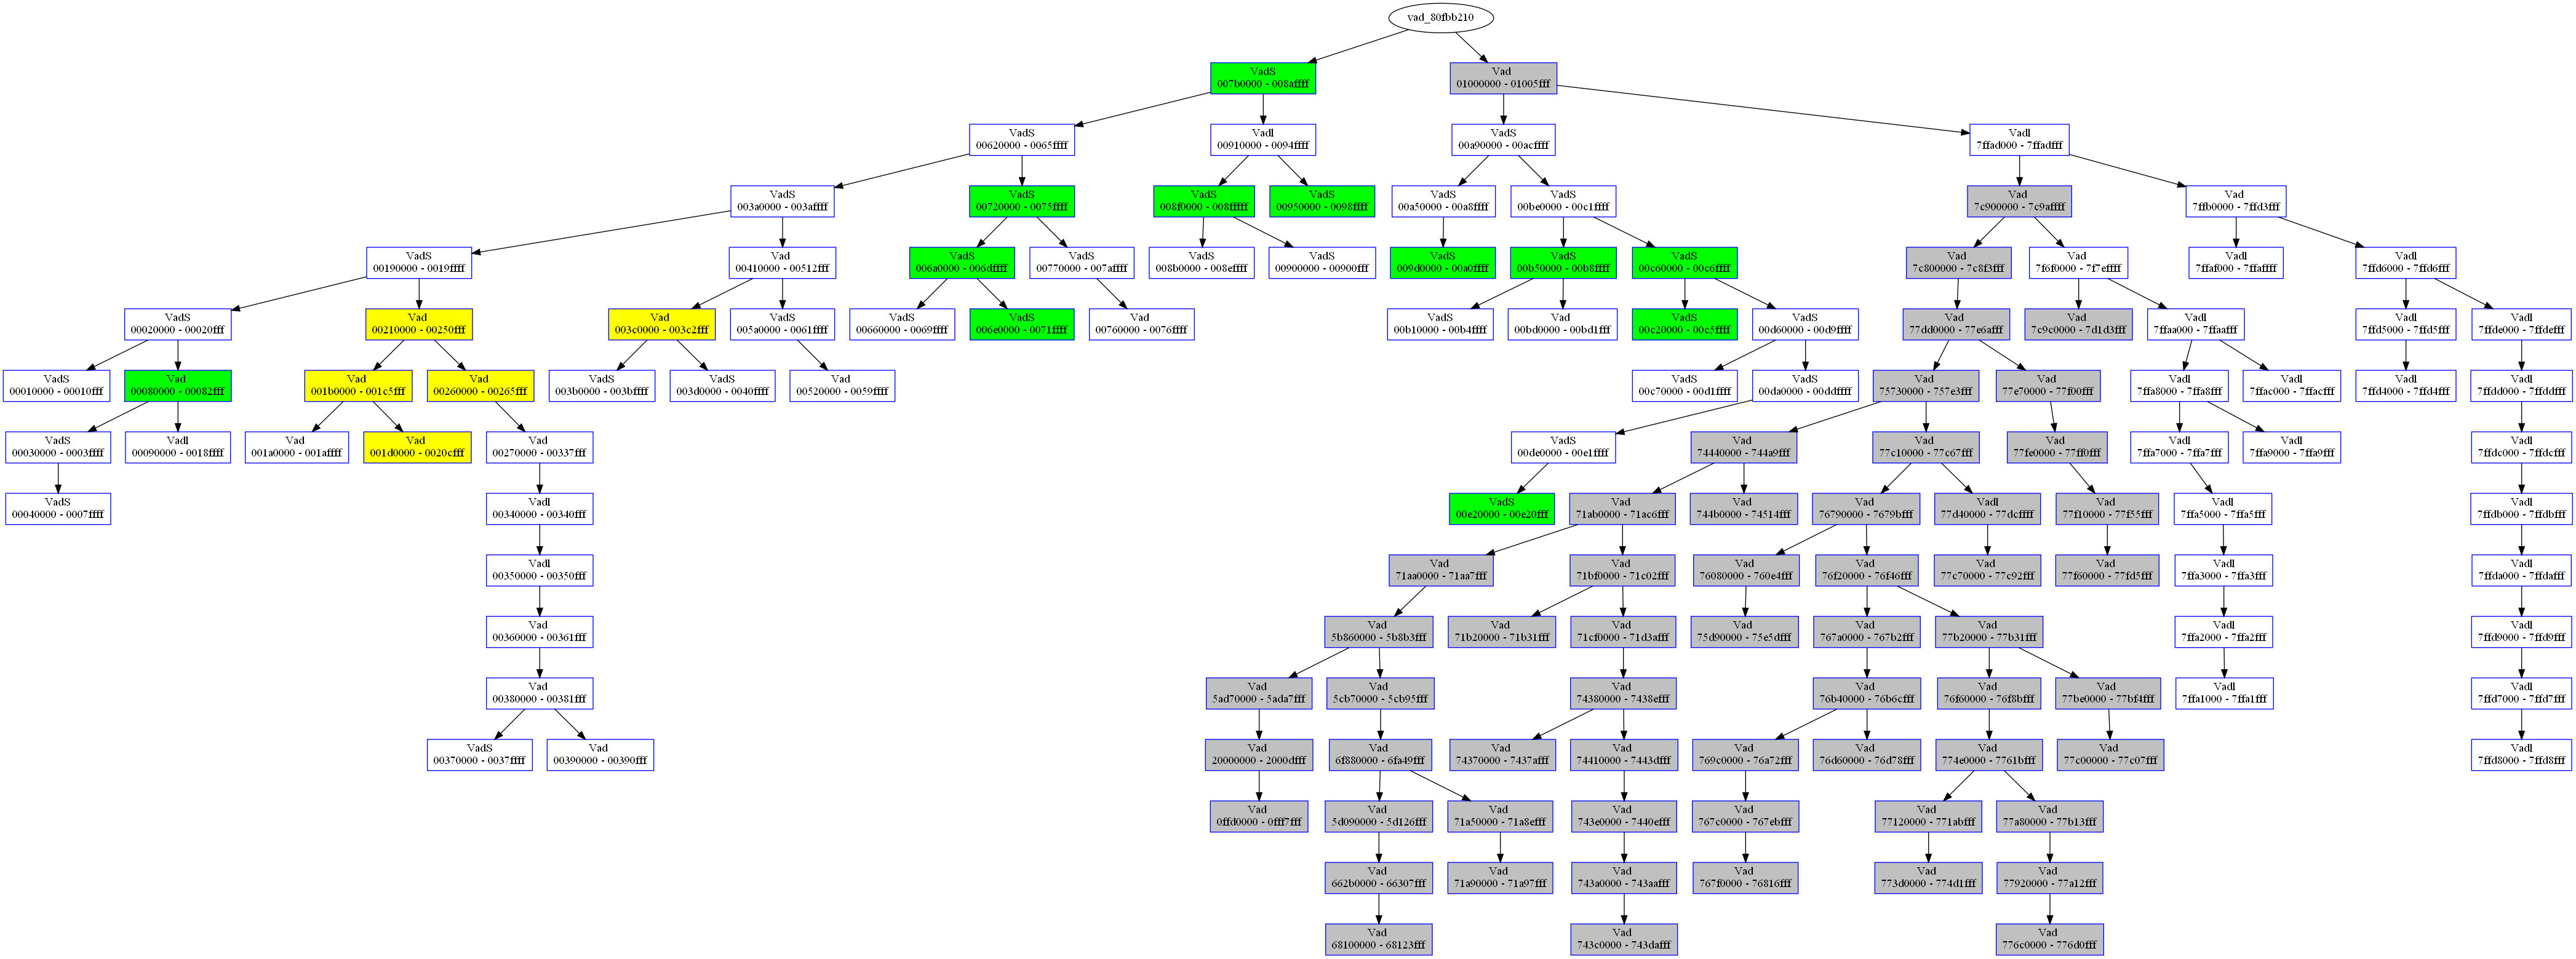 vad_80fbb210
VadS
007b0000 - 008affff
Vad
01000000 - 01005fff
VadS
00620000 - 0065ffff
Vadl
00910000 - 0094ffff
VadS
00a90000 - 00acffff
Vadl
7ffad000 - 7ffadfff
VadS
003a0000 - 003affff
VadS
00720000 - 0075ffff
VadS
008f0000 - 008fffff
VadS
00950000 - 0098ffff
VadS
00a50000 - 00a8ffff
VadS
00be0000 - 00c1ffff
Vad
7c900000 - 7c9affff
Vad
7ffb0000 - 7ffd3fff
VadS
00190000 - 0019ffff
Vad
00410000 - 00512fff
VadS
006a0000 - 006dffff
VadS
00770000 - 007affff
VadS
008b0000 - 008effff
VadS
00900000 - 00900fff
VadS
009d0000 - 00a0ffff
VadS
00b50000 - 00b8ffff
VadS
00c60000 - 00c6ffff
Vad
7c800000 - 7c8f3fff
Vad
7f6f0000 - 7f7effff
Vadl
7ffaf000 - 7ffaffff
Vadl
7ffd6000 - 7ffd6fff
VadS
00020000 - 00020fff
Vad
00210000 - 00250fff
Vad
003c0000 - 003c2fff
VadS
005a0000 - 0061ffff
VadS
00660000 - 0069ffff
VadS
006e0000 - 0071ffff
Vad
00760000 - 0076ffff
VadS
00b10000 - 00b4ffff
Vad
00bd0000 - 00bd1fff
VadS
00c20000 - 00c5ffff
VadS
00d60000 - 00d9ffff
Vad
77dd0000 - 77e6afff
Vad
7c9c0000 - 7d1d3fff
Vadl
7ffaa000 - 7ffaafff
Vadl
7ffd5000 - 7ffd5fff
Vadl
7ffde000 - 7ffdefff
VadS
00010000 - 00010fff
Vad
00080000 - 00082fff
Vad
001b0000 - 001c5fff
Vad
00260000 - 00265fff
VadS
003b0000 - 003bffff
VadS
003d0000 - 0040ffff
Vad
00520000 - 0059ffff
VadS
00c70000 - 00d1ffff
VadS
00da0000 - 00ddffff
Vad
75730000 - 757e3fff
Vad
77e70000 - 77f00fff
Vadl
7ffa8000 - 7ffa8fff
Vadl
7ffac000 - 7ffacfff
Vadl
7ffd4000 - 7ffd4fff
Vadl
7ffdd000 - 7ffddfff
VadS
00030000 - 0003ffff
Vadl
00090000 - 0018ffff
Vad
001a0000 - 001affff
Vad
001d0000 - 0020cfff
Vad
00270000 - 00337fff
VadS
00de0000 - 00e1ffff
Vad
74440000 - 744a9fff
Vad
77c10000 - 77c67fff
Vad
77fe0000 - 77ff0fff
Vadl
7ffa7000 - 7ffa7fff
Vadl
7ffa9000 - 7ffa9fff
Vadl
7ffdc000 - 7ffdcfff
VadS
00040000 - 0007ffff
Vadl
00340000 - 00340fff
VadS
00e20000 - 00e20fff
Vad
71ab0000 - 71ac6fff
Vad
744b0000 - 74514fff
Vad
76790000 - 7679bfff
Vadl
77d40000 - 77dcffff
Vad
77f10000 - 77f55fff
Vadl
7ffa5000 - 7ffa5fff
Vadl
7ffdb000 - 7ffdbfff
Vadl
00350000 - 00350fff
Vad
71aa0000 - 71aa7fff
Vad
71bf0000 - 71c02fff
Vad
76080000 - 760e4fff
Vad
76f20000 - 76f46fff
Vad
77c70000 - 77c92fff
Vad
77f60000 - 77fd5fff
Vadl
7ffa3000 - 7ffa3fff
Vadl
7ffda000 - 7ffdafff
Vad
00360000 - 00361fff
Vad
5b860000 - 5b8b3fff
Vad
71b20000 - 71b31fff
Vad
71cf0000 - 71d3afff
Vad
75d90000 - 75e5dfff
Vad
767a0000 - 767b2fff
Vad
77b20000 - 77b31fff
Vadl
7ffa2000 - 7ffa2fff
Vadl
7ffd9000 - 7ffd9fff
Vad
00380000 - 00381fff
Vad
5ad70000 - 5ada7fff
Vad
5cb70000 - 5cb95fff
Vad
74380000 - 7438efff
Vad
76b40000 - 76b6cfff
Vad
76f60000 - 76f8bfff
Vad
77be0000 - 77bf4fff
Vadl
7ffa1000 - 7ffa1fff
Vadl
7ffd7000 - 7ffd7fff
VadS
00370000 - 0037ffff
Vad
00390000 - 00390fff
Vad
20000000 - 2000dfff
Vad
6f880000 - 6fa49fff
Vad
74370000 - 7437afff
Vad
74410000 - 7443dfff
Vad
769c0000 - 76a72fff
Vad
76d60000 - 76d78fff
Vad
774e0000 - 7761bfff
Vad
77c00000 - 77c07fff
Vadl
7ffd8000 - 7ffd8fff
Vad
0ffd0000 - 0fff7fff
Vad
5d090000 - 5d126fff
Vad
71a50000 - 71a8efff
Vad
743e0000 - 7440efff
Vad
767c0000 - 767ebfff
Vad
77120000 - 771abfff
Vad
77a80000 - 77b13fff
Vad
662b0000 - 66307fff
Vad
71a90000 - 71a97fff
Vad
743a0000 - 743aafff
Vad
767f0000 - 76816fff
Vad
773d0000 - 774d1fff
Vad
77920000 - 77a12fff
Vad
68100000 - 68123fff
Vad
743c0000 - 743dafff
Vad
776c0000 - 776d0fff